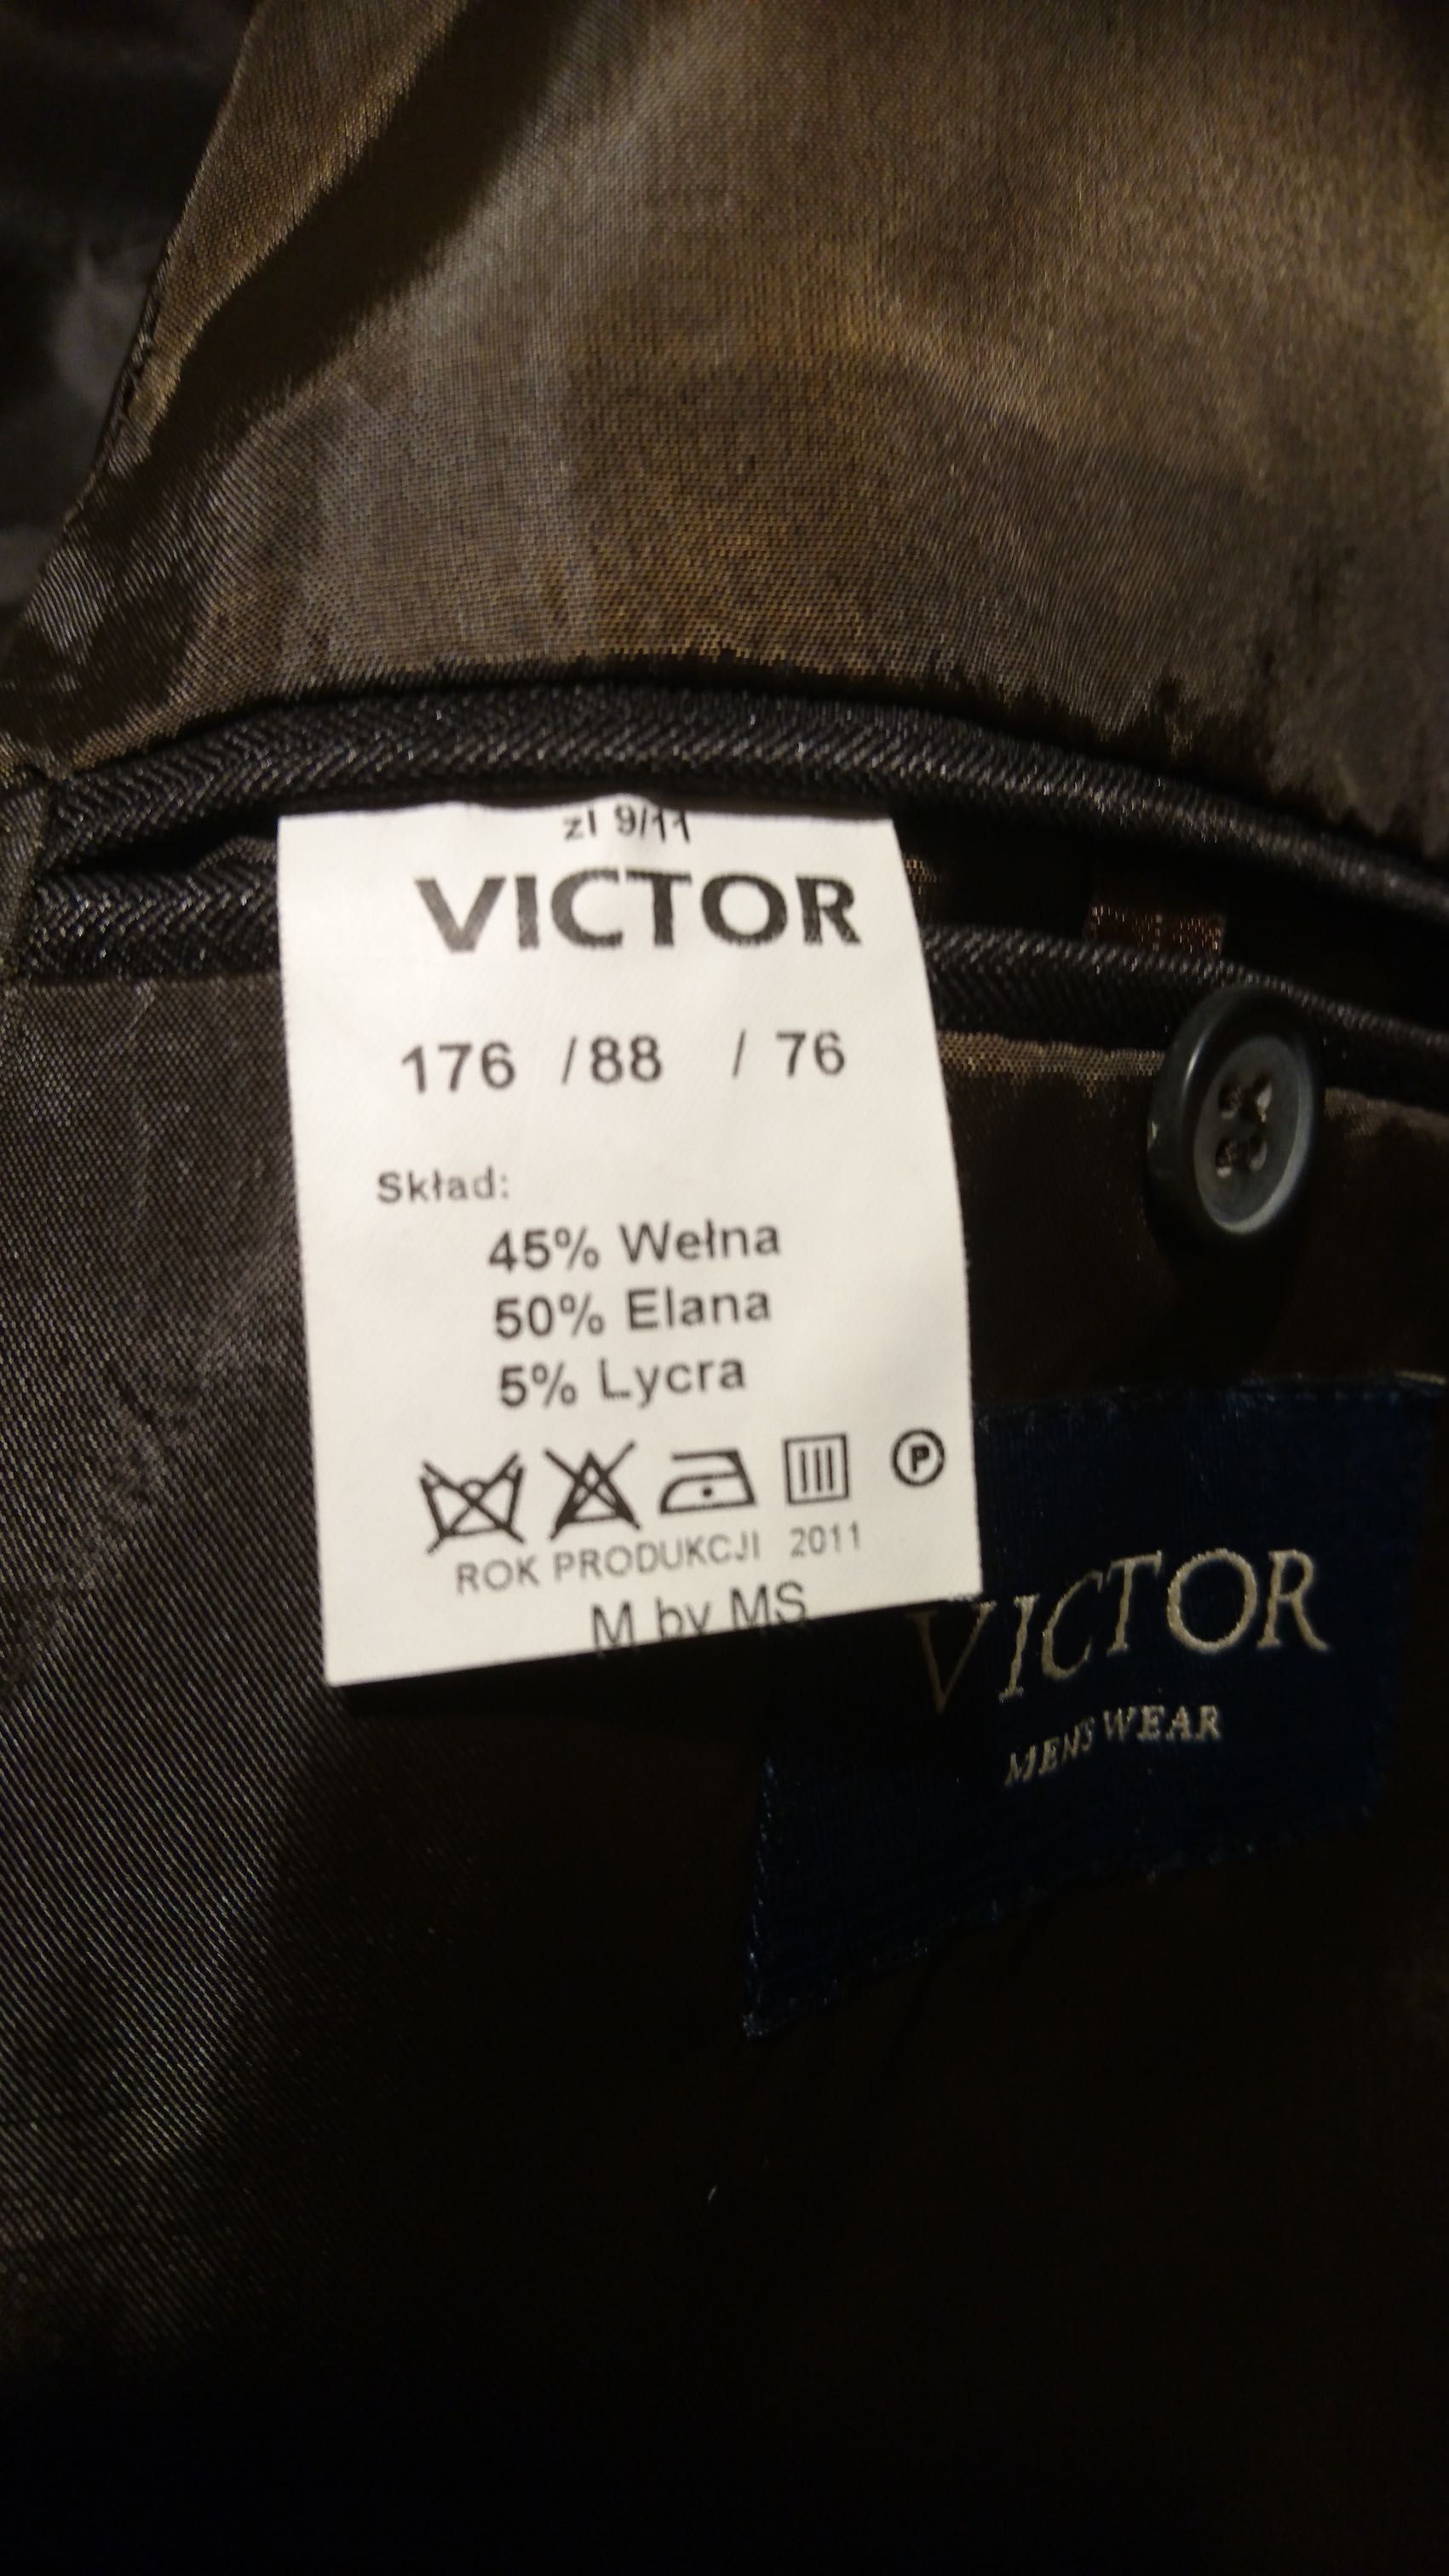 zl 9/11
VICTOR
176 / 88 / 76
Skład:
45% Wełna
50% Elana
5% Lycra
P
ROK PRODUKCJI 2011
M by MS
VICTOR
MEN'S WEAR